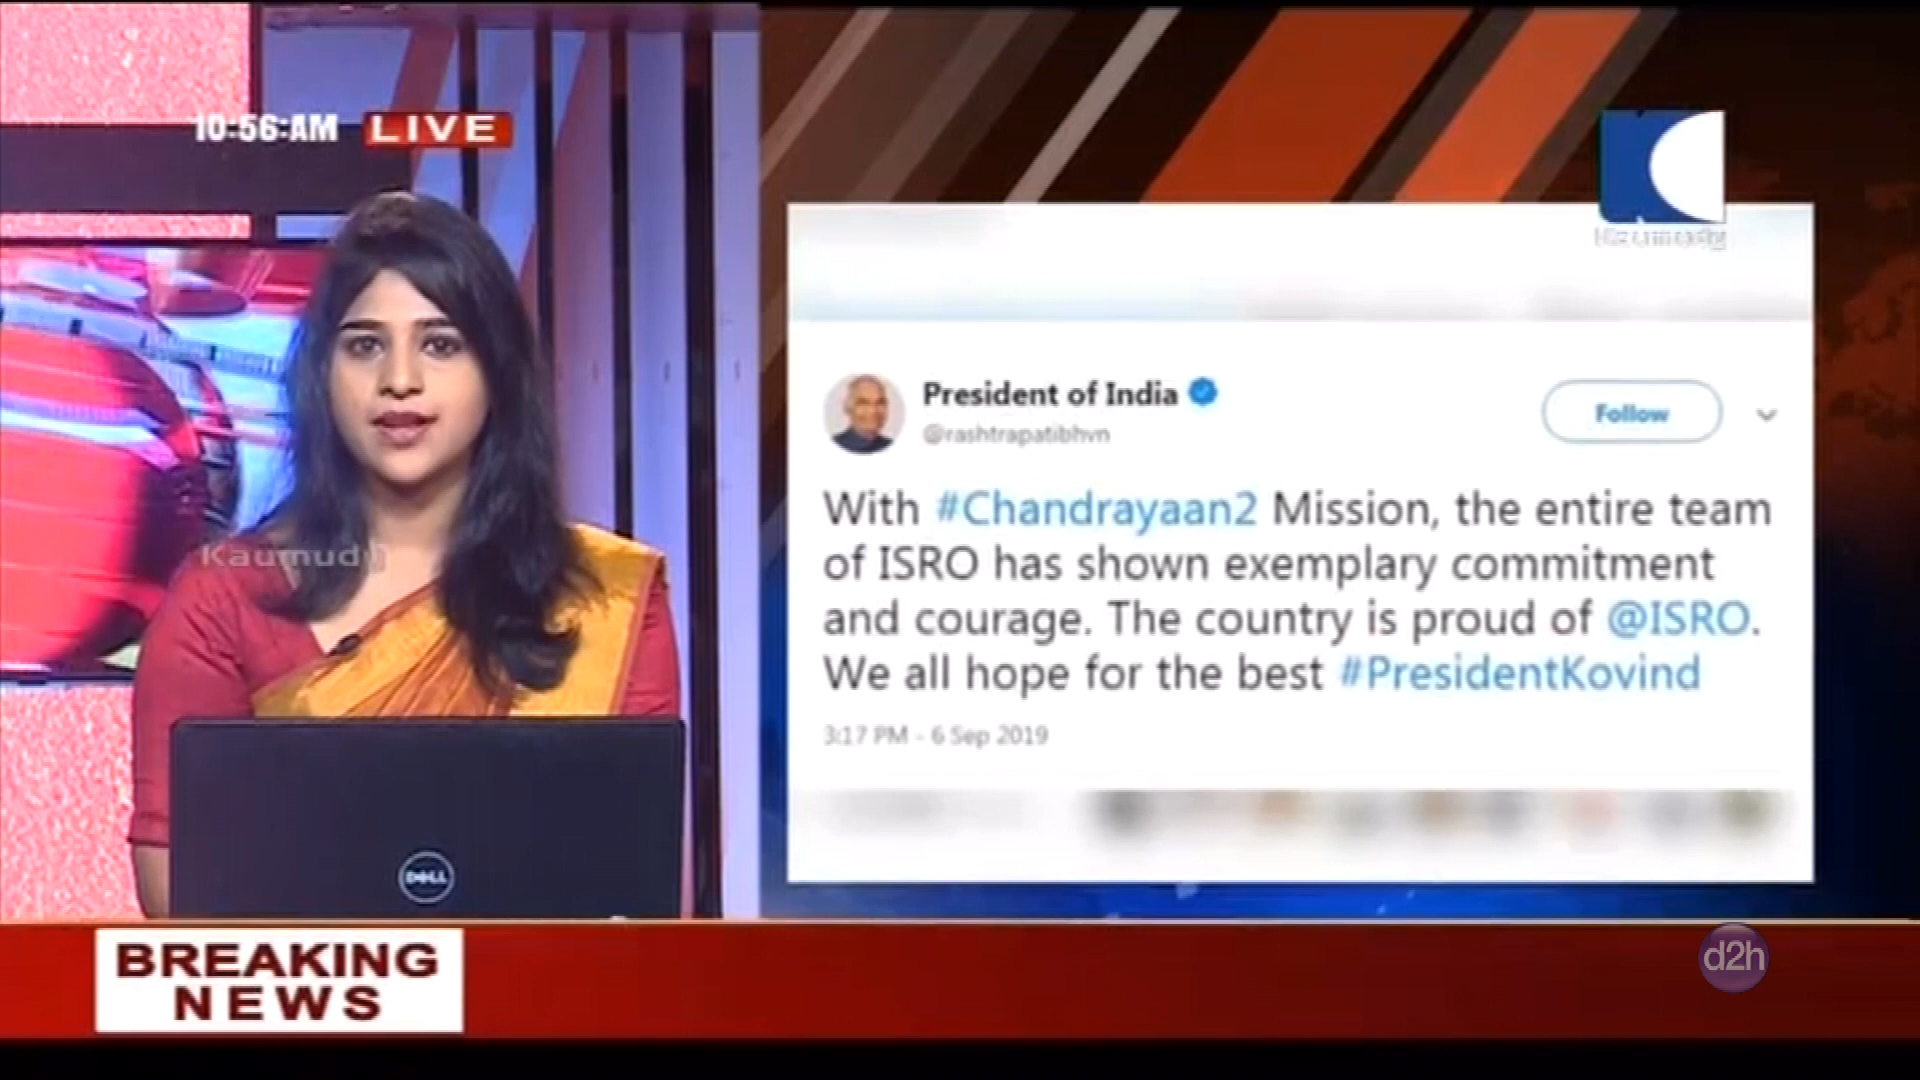 10:56:AM LIVE
Kaumudy
President of India
@rashtrapatibhvn
Follow
With #Chandrayaan2 Mission, the entire team
of ISRO has shown exemplary commitment
and courage. The country is proud of @ISRO.
We all hope for the best #PresidentKovind
3:17 PM - 6 Sep 2019
Kaumudy
DELL
BREAKING
NEWS
d2h